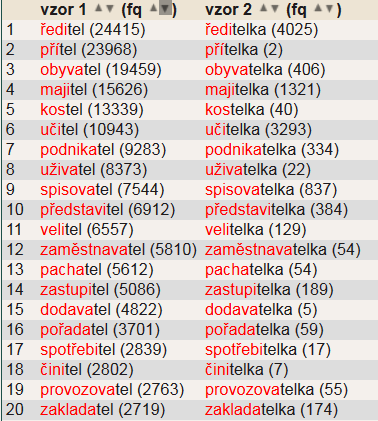 vzor 1 ▲▼ (fq ▲▼) vzor 2 ▲▼ (fq ▲▼)
1 ředitel (24415) ředitelka (4025)
2 přítel (23968) přítelka (2)
3 obyvatel (19459) obyvatelka (406)
4 majitel (15626) majitelka (1321)
5 kostel (13339) kostelka (40)
6 učitel (10943) učitelka (3293)
7 podnikatel (9283) podnikatelka (334)
8 uživatel (8373) uživatelka (22)
9 spisovatel (7544) spisovatelka (837)
10 představitel (6912) představitelka (384)
11 velitel (6557) velitelka (129)
12 zaměstnavatel (5810) zaměstnavatelka (54)
13 pachatel (5612) pachatelka (54)
14 zastupitel (5086) zastupitelka (189)
15 dodavatel (4822) dodavatelka (5)
16 pořadatel (3701) pořadatelka (59)
17 spotřebitel (2839) spotřebitelka (17)
18 činitel (2802) činitelka (7)
19 provozovatel (2763) provozovatelka (55)
20 zakladatel (2719) zakladatelka (174)